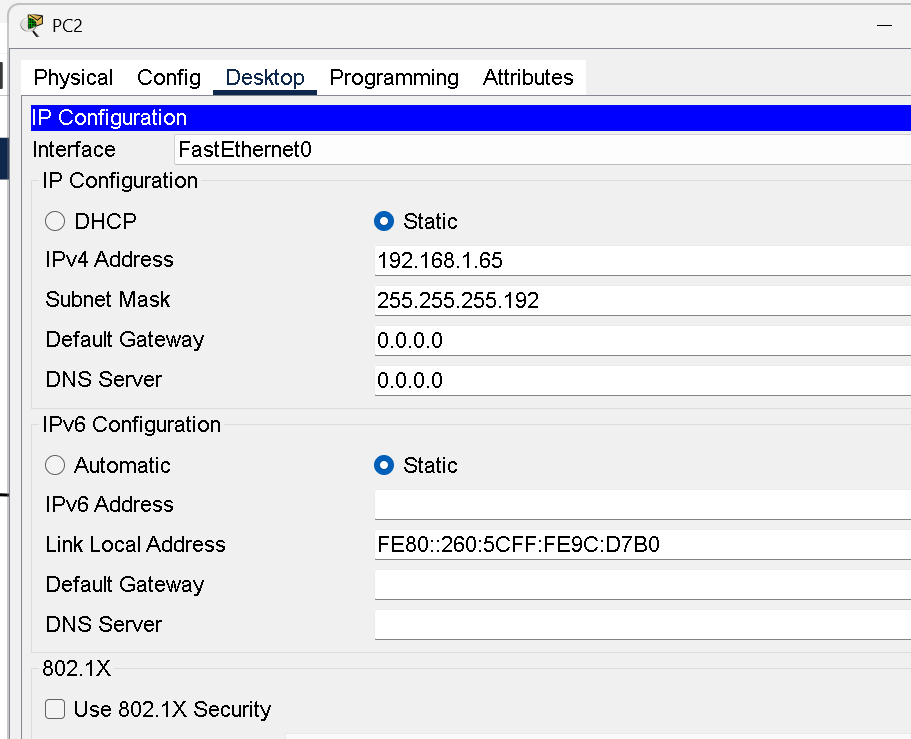 PC2
Physical Config Desktop Programming Attributes
IP Configuration
Interface FastEthernet0
IP Configuration
DHCP Static
IPv4 Address 192.168.1.65
Subnet Mask 255.255.255.192
Default Gateway 0.0.0.0
DNS Server 0.0.0.0
IPv6 Configuration
Automatic Static
IPv6 Address
Link Local Address FE80::260:5CFF:FE9C:D7B0
Default Gateway
DNS Server
802.1X
Use 802.1X Security